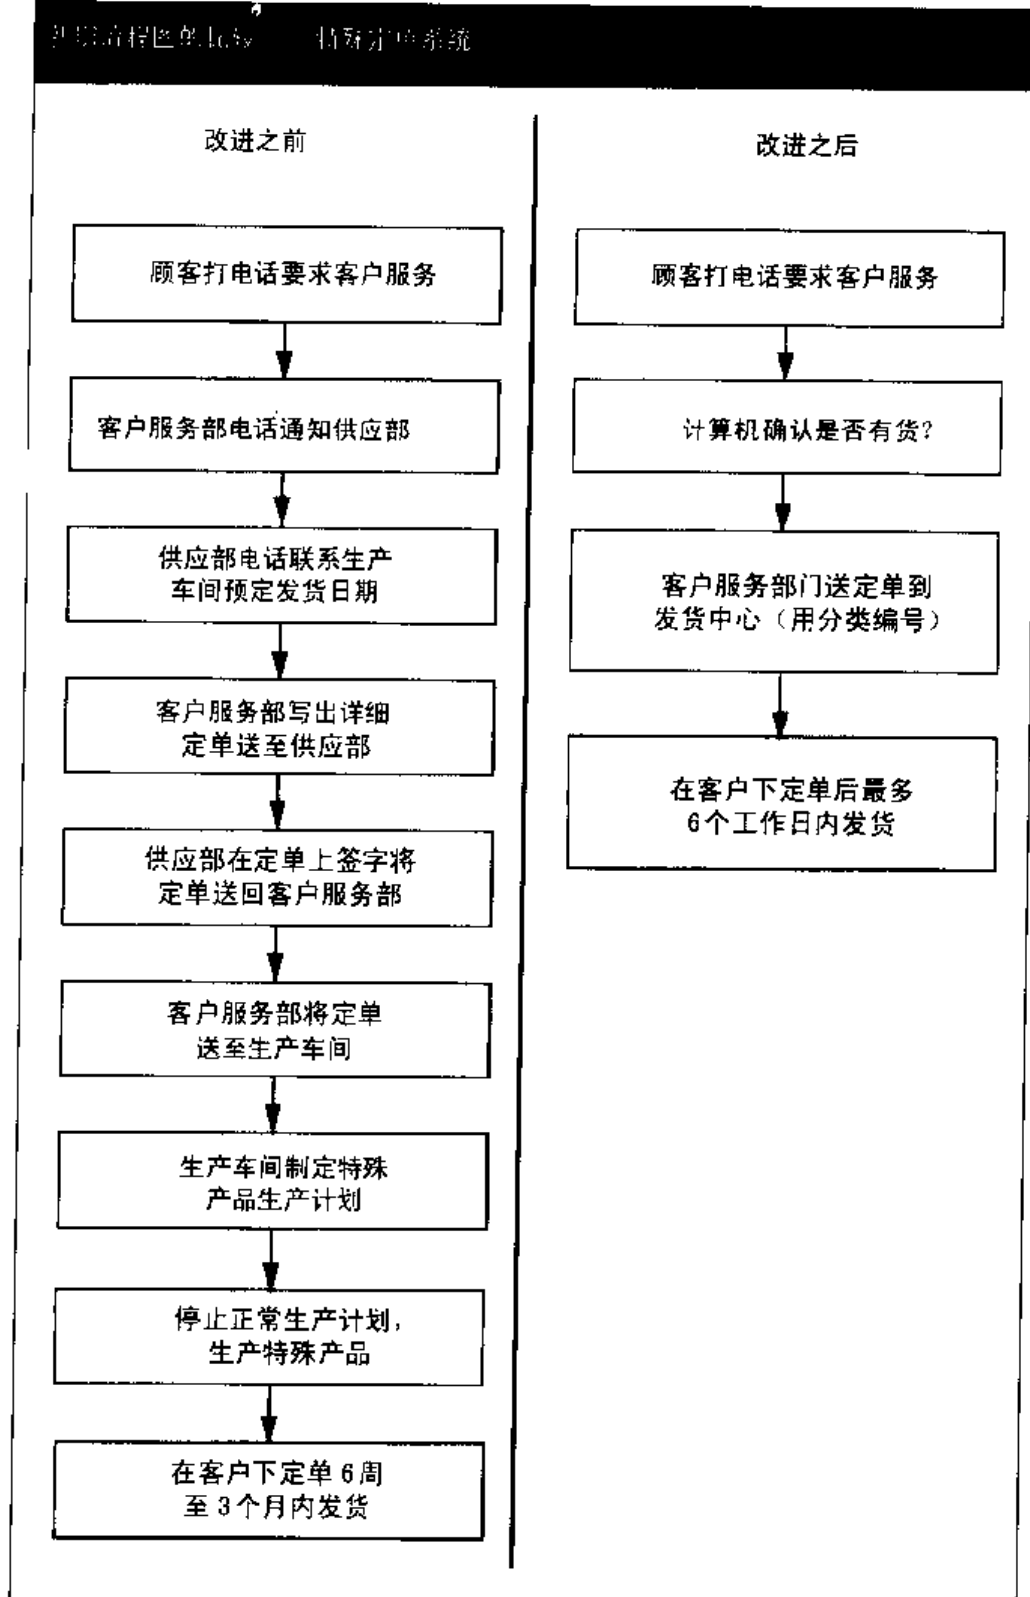 改进之前
顾客打电话要求客户服务
客户服务部电话通知供应部
供应部电话联系生产
车间预定发货日期
客户服务部写出详细
定单送至供应部
供应部在定单上签字将
定单送回客户服务部
客户服务部将定单
送至生产车间
生产车间制定特殊
产品生产计划
停止正常生产计划，
生产特殊产品
在客户下定单6周
至3个月内发货
改进之后
顾客打电话要求客户服务
计算机确认是否有货？
客户服务部门送定单到
发货中心（用分类编号）
在客户下定单后最多
6个工作日内发货